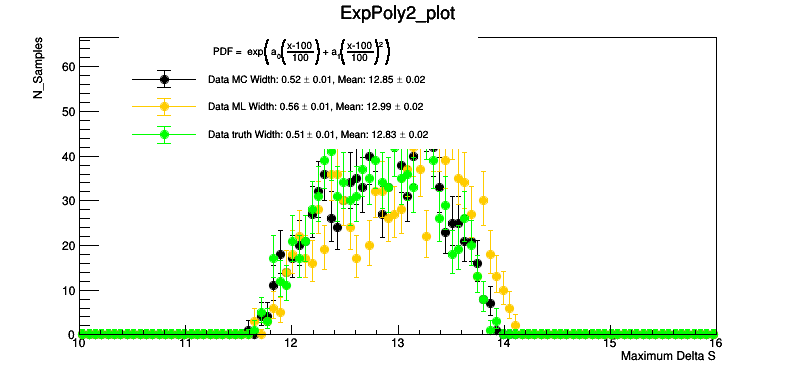 ExpPoly2_plot
N_Samples
PDF = exp(a₀(x-100/100) + a₁(x-100/100)²)
60
Data MC Width: 0.52 ± 0.01, Mean: 12.85 ± 0.02
Data ML Width: 0.56 ± 0.01, Mean: 12.99 ± 0.02
50
Data truth Width: 0.51 ± 0.01, Mean: 12.83 ± 0.02
40
30
20
10
0
10 11 12 13 14 15 16
Maximum Delta S